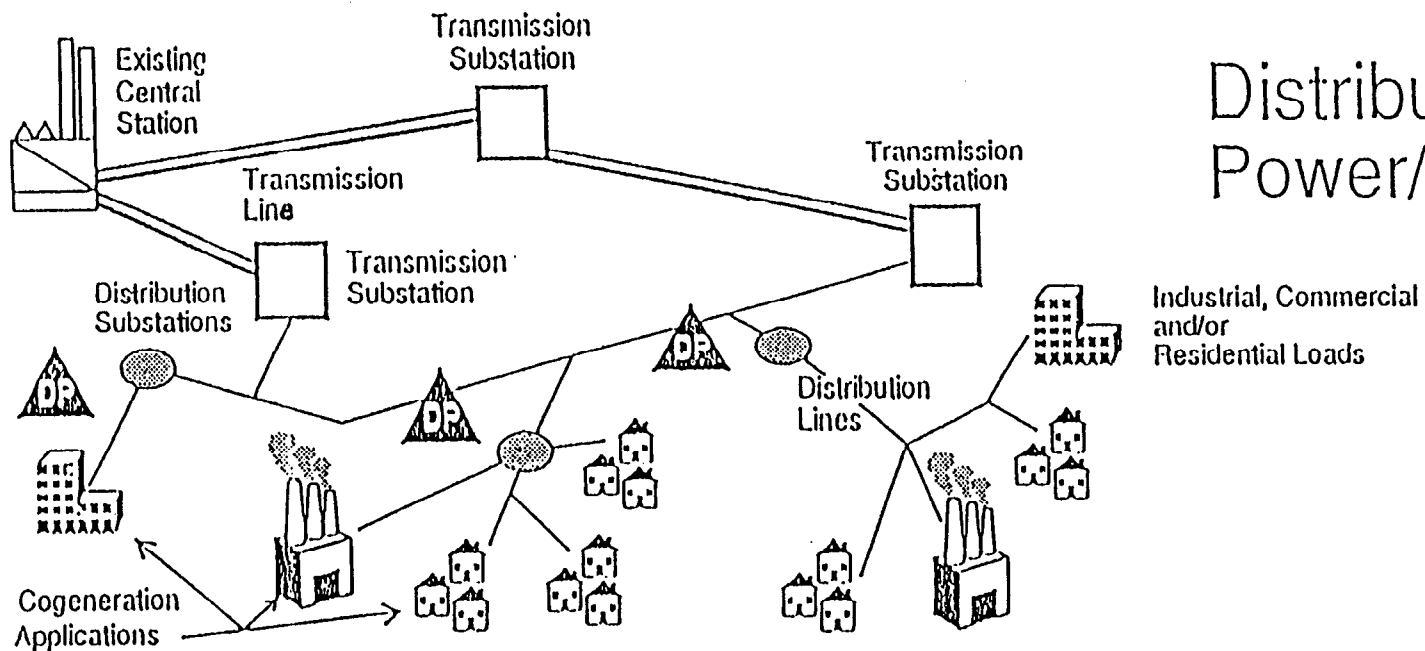 Existing
Central
Station
Transmission
Substation
Distribu
Power/
Transmission
Substation
Transmission
Line
Transmission
Substation
Distribution
Substations
Industrial, Commercial
and/or
Residential Loads
DP
DP
DP
Distribution
Lines
Cogeneration
Applications